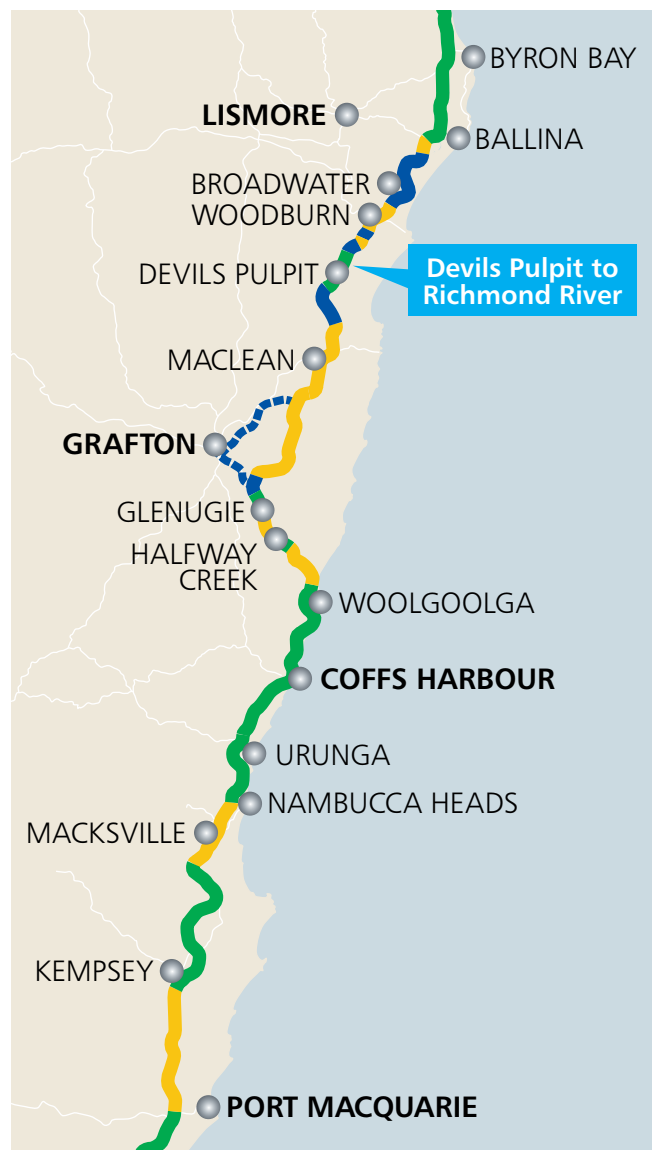 BYRON BAY
LISMORE
BALLINA
BROADWATER
WOODBURN
Devils Pulpit to
Richmond River
DEVILS PULPIT
MACLEAN
GRAFTON
GLENUGIE
HALFWAY
CREEK
WOOLGOOLGA
COFFS HARBOUR
URUNGA
NAMBUCCA HEADS
MACKSVILLE
KEMPSEY
PORT MACQUARIE